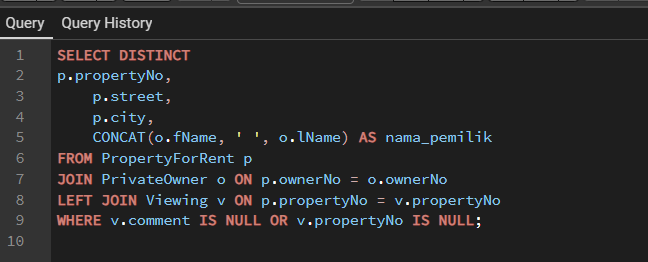 Query Query History
1 SELECT DISTINCT
2 p.propertyNo,
3     p.street,
4     p.city,
5     CONCAT(o.fName, ' ', o.lName) AS nama_pemilik
6 FROM PropertyForRent p
7 JOIN PrivateOwner o ON p.ownerNo = o.ownerNo
8 LEFT JOIN Viewing v ON p.propertyNo = v.propertyNo
9 WHERE v.comment IS NULL OR v.propertyNo IS NULL;
10